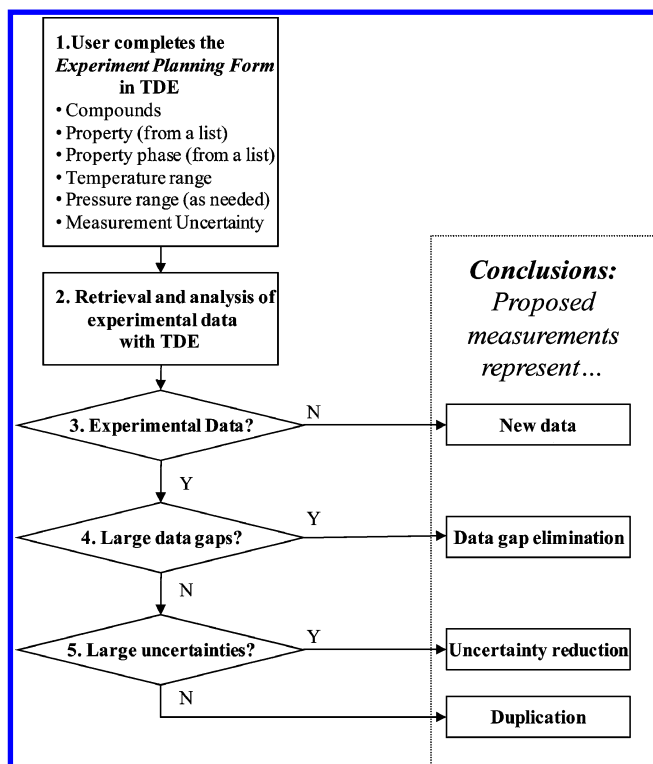 1.User completes the
Experiment Planning Form
in TDE
• Compounds
• Property (from a list)
• Property phase (from a list)
• Temperature range
• Pressure range (as needed)
• Measurement Uncertainty
2. Retrieval and analysis of
experimental data
with TDE
Conclusions:
Proposed
measurements
represent…
3. Experimental Data?
N
New data
Y
4. Large data gaps?
Y
Data gap elimination
N
5. Large uncertainties?
Y
Uncertainty reduction
N
Duplication